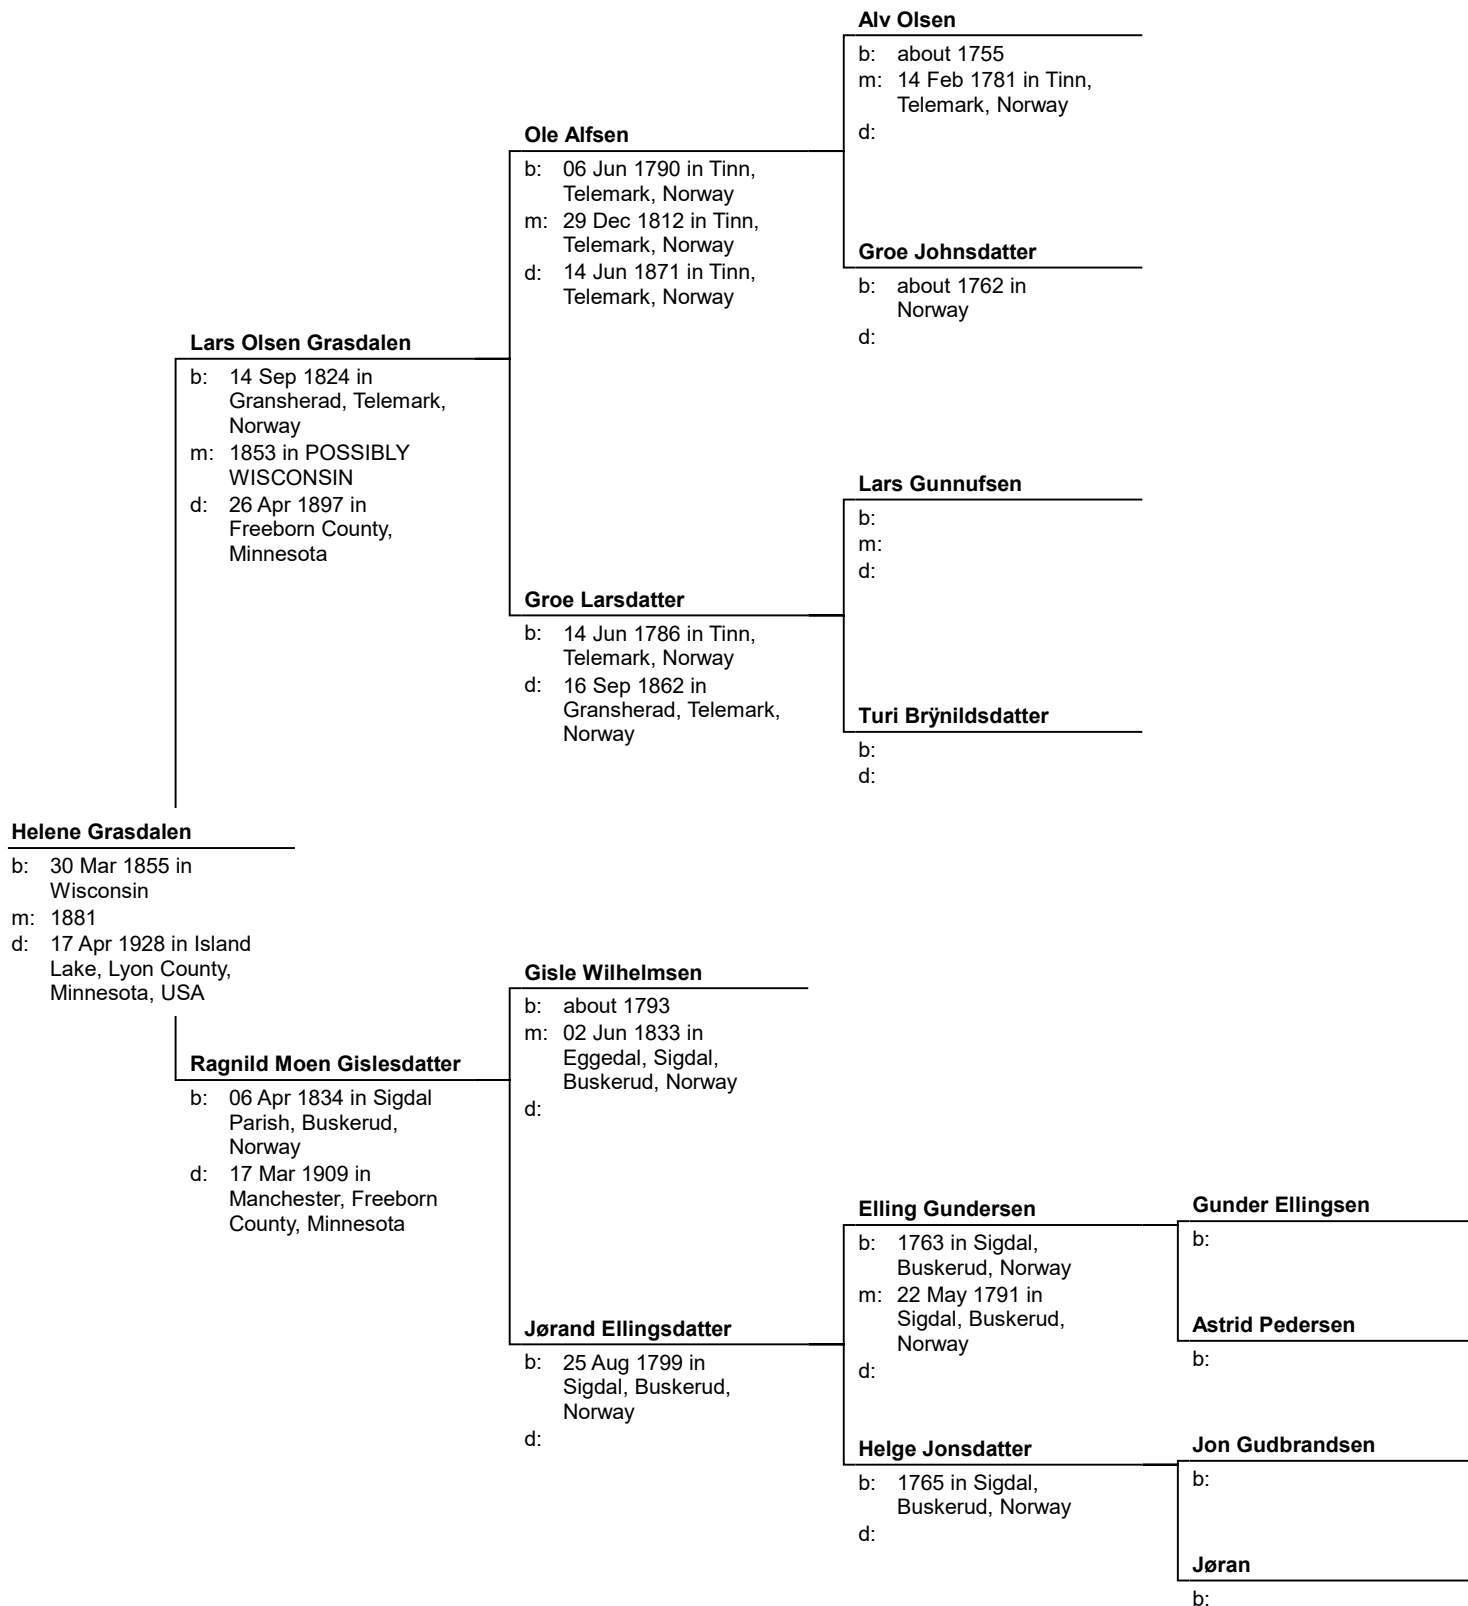 Alv Olsen
b: about 1755
m: 14 Feb 1781 in Tinn,
Telemark, Norway
d:
Ole Alfsen
b: 06 Jun 1790 in Tinn,
Telemark, Norway
m: 29 Dec 1812 in Tinn,
Telemark, Norway
d: 14 Jun 1871 in Tinn,
Telemark, Norway
Groe Johnsdatter
b: about 1762 in
Norway
d:
Lars Olsen Grasdalen
b: 14 Sep 1824 in
Gransherad, Telemark,
Norway
m: 1853 in POSSIBLY
WISCONSIN
d: 26 Apr 1897 in
Freeborn County,
Minnesota
Lars Gunnufsen
b:
m:
d:
Groe Larsdatter
b: 14 Jun 1786 in Tinn,
Telemark, Norway
d: 16 Sep 1862 in
Gransherad, Telemark,
Norway
Turi Brÿnildsdatter
b:
d:
Helene Grasdalen
b: 30 Mar 1855 in
Wisconsin
m: 1881
d: 17 Apr 1928 in Island
Lake, Lyon County,
Minnesota, USA
Gisle Wilhelmsen
b: about 1793
m: 02 Jun 1833 in
Eggedal, Sigdal,
Buskerud, Norway
d:
Ragnild Moen Gislesdatter
b: 06 Apr 1834 in Sigdal
Parish, Buskerud,
Norway
d: 17 Mar 1909 in
Manchester, Freeborn
County, Minnesota
Elling Gundersen
b: 1763 in Sigdal,
Buskerud, Norway
m: 22 May 1791 in
Sigdal, Buskerud,
Norway
d:
Gunder Ellingsen
b:
Astrid Pedersen
b:
Jørand Ellingsdatter
b: 25 Aug 1799 in
Sigdal, Buskerud,
Norway
d:
Helge Jonsdatter
b: 1765 in Sigdal,
Buskerud, Norway
d:
Jon Gudbrandsen
b:
Jøran
b: